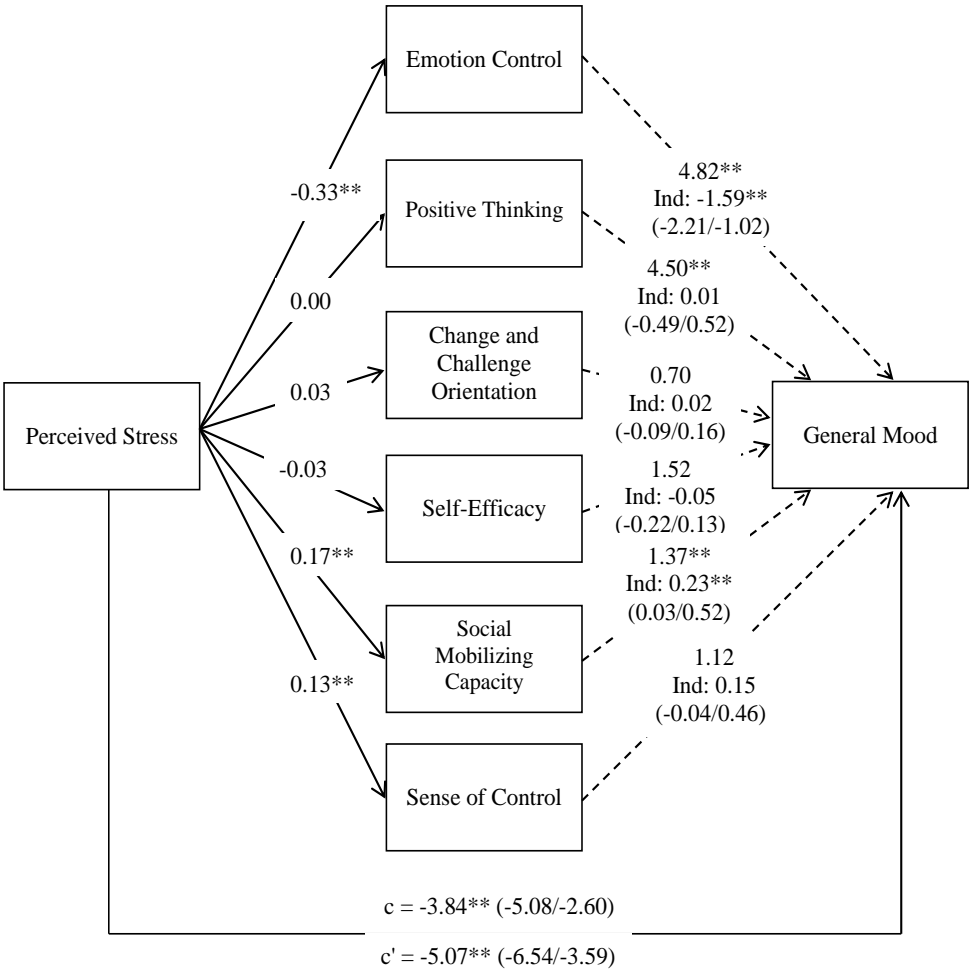 Emotion Control
4.82**
Ind: -1.59**
(-2.21/-1.02)
-0.33**
Positive Thinking
4.50**
Ind: 0.01
(-0.49/0.52)
0.00
Change and
Challenge
Orientation
0.70
Ind: 0.02
(-0.09/0.16)
0.03
Perceived Stress
General Mood
-0.03
Self-Efficacy
1.52
Ind: -0.05
(-0.22/0.13)
0.17**
1.37**
Ind: 0.23**
(0.03/0.52)
Social
Mobilizing
Capacity
0.13**
1.12
Ind: 0.15
(-0.04/0.46)
Sense of Control
c = -3.84** (-5.08/-2.60)
c' = -5.07** (-6.54/-3.59)